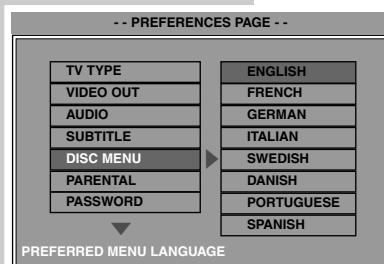 - - PREFERENCES PAGE - -
TV TYPE
VIDEO OUT
AUDIO
SUBTITLE
DISC MENU
PARENTAL
PASSWORD
ENGLISH
FRENCH
GERMAN
ITALIAN
SWEDISH
DANISH
PORTUGUESE
SPANISH
PREFERRED MENU LANGUAGE